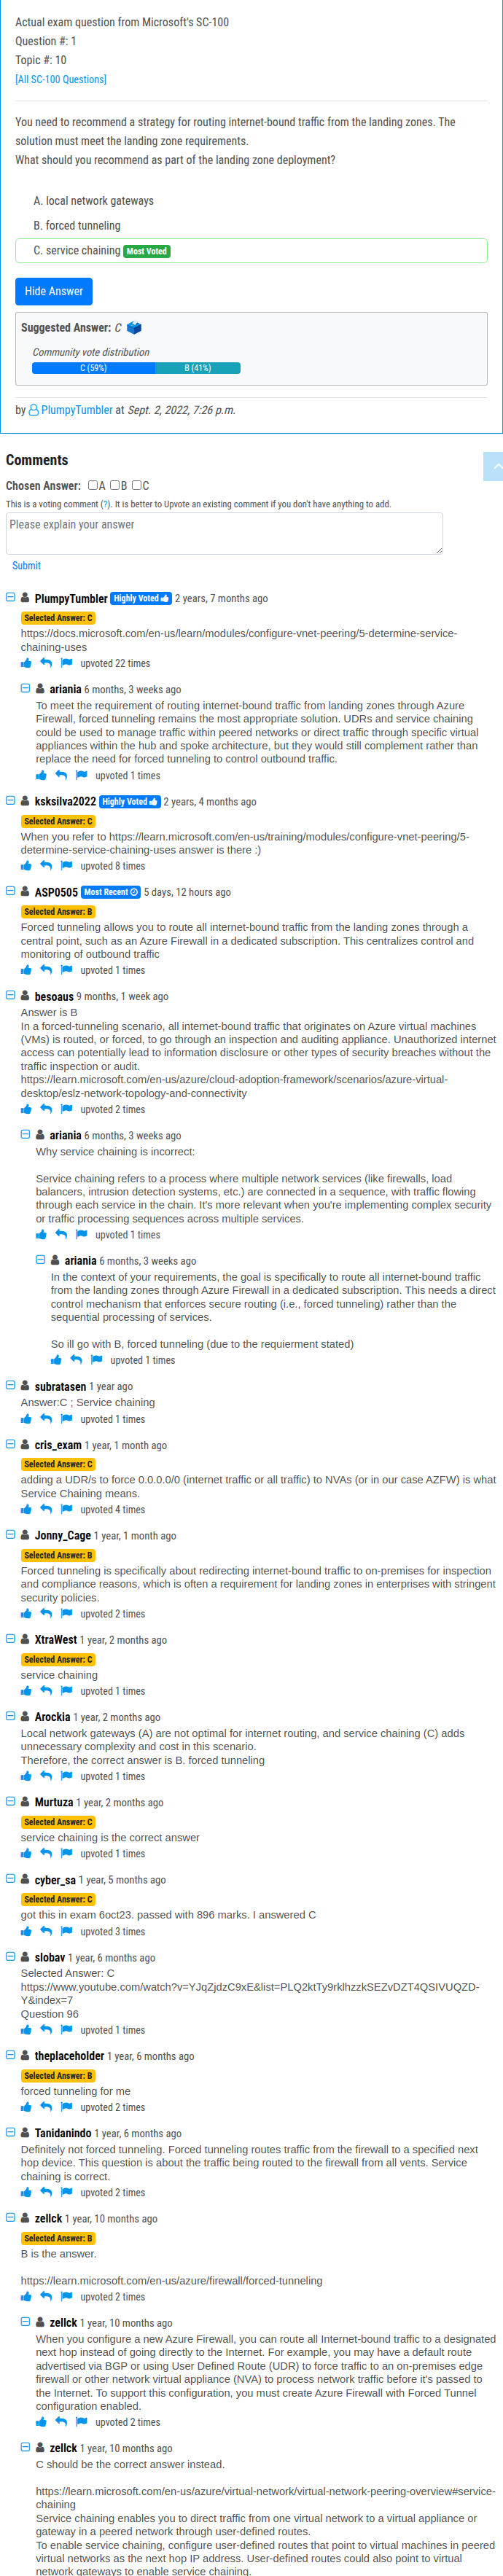 Actual exam question from Microsoft's SC-100
Question #: 1
Topic #: 10
[All SC-100 Questions]
You need to recommend a strategy for routing internet-bound traffic from the landing zones. The
solution must meet the landing zone requirements.
What should you recommend as part of the landing zone deployment?
A. local network gateways
B. forced tunneling
C. service chaining Most Voted
Hide Answer
Suggested Answer: C
Community vote distribution
C (59%) B (41%)
by PlumpyTumbler at Sept. 2, 2022, 7:26 p.m.
Comments
Chosen Answer: A B C
This is a voting comment (?). It is better to Upvote an existing comment if you don't have anything to add.
Please explain your answer
Submit
PlumpyTumbler Highly Voted 2 years, 7 months ago
Selected Answer: C
https://docs.microsoft.com/en-us/learn/modules/configure-vnet-peering/5-determine-service-
chaining-uses
upvoted 22 times
ariania 6 months, 3 weeks ago
To meet the requirement of routing internet-bound traffic from landing zones through Azure
Firewall, forced tunneling remains the most appropriate solution. UDRs and service chaining
could be used to manage traffic within peered networks or direct traffic through specific virtual
appliances within the hub and spoke architecture, but they would still complement rather than
replace the need for forced tunneling to control outbound traffic.
upvoted 1 times
ksksilva2022 Highly Voted 2 years, 4 months ago
Selected Answer: C
When you refer to https://learn.microsoft.com/en-us/training/modules/configure-vnet-peering/5-
determine-service-chaining-uses answer is there :)
upvoted 8 times
ASP0505 Most Recent 5 days, 12 hours ago
Selected Answer: B
Forced tunneling allows you to route all internet-bound traffic from the landing zones through a
central point, such as an Azure Firewall in a dedicated subscription. This centralizes control and
monitoring of outbound traffic
upvoted 1 times
besoaus 9 months, 1 week ago
Answer is B
In a forced-tunneling scenario, all internet-bound traffic that originates on Azure virtual machines
(VMs) is routed, or forced, to go through an inspection and auditing appliance. Unauthorized internet
access can potentially lead to information disclosure or other types of security breaches without the
traffic inspection or audit.
https://learn.microsoft.com/en-us/azure/cloud-adoption-framework/scenarios/azure-virtual-
desktop/eslz-network-topology-and-connectivity
upvoted 2 times
ariania 6 months, 3 weeks ago
Why service chaining is incorrect:
Service chaining refers to a process where multiple network services (like firewalls, load
balancers, intrusion detection systems, etc.) are connected in a sequence, with traffic flowing
through each service in the chain. It's more relevant when you're implementing complex security
or traffic processing sequences across multiple services.
upvoted 1 times
ariania 6 months, 3 weeks ago
In the context of your requirements, the goal is specifically to route all internet-bound traffic
from the landing zones through Azure Firewall in a dedicated subscription. This needs a direct
control mechanism that enforces secure routing (i.e., forced tunneling) rather than the
sequential processing of services.
So ill go with B, forced tunneling (due to the requierment stated)
upvoted 1 times
subratasen 1 year ago
Answer:C ; Service chaining
upvoted 1 times
cris_exam 1 year, 1 month ago
Selected Answer: C
adding a UDR/s to force 0.0.0.0/0 (internet traffic or all traffic) to NVAs (or in our case AZFW) is what
Service Chaining means.
upvoted 4 times
Jonny_Cage 1 year, 1 month ago
Selected Answer: B
Forced tunneling is specifically about redirecting internet-bound traffic to on-premises for inspection
and compliance reasons, which is often a requirement for landing zones in enterprises with stringent
security policies.
upvoted 2 times
XtraWest 1 year, 2 months ago
Selected Answer: C
service chaining
upvoted 1 times
Arockia 1 year, 2 months ago
Local network gateways (A) are not optimal for internet routing, and service chaining (C) adds
unnecessary complexity and cost in this scenario.
Therefore, the correct answer is B. forced tunneling
upvoted 1 times
Murtuza 1 year, 2 months ago
Selected Answer: C
service chaining is the correct answer
upvoted 1 times
cyber_sa 1 year, 5 months ago
Selected Answer: C
got this in exam 6oct23. passed with 896 marks. I answered C
upvoted 3 times
slobav 1 year, 6 months ago
Selected Answer: C
https://www.youtube.com/watch?v=YJqZjdzC9xE&list=PLQ2ktTy9rklhzzkSEZvDZT4QSIVUQZD-
Y&index=7
Question 96
upvoted 1 times
theplaceholder 1 year, 6 months ago
Selected Answer: B
forced tunneling for me
upvoted 2 times
Tanidanindo 1 year, 6 months ago
Definitely not forced tunneling. Forced tunneling routes traffic from the firewall to a specified next
hop device. This question is about the traffic being routed to the firewall from all vents. Service
chaining is correct.
upvoted 2 times
zellck 1 year, 10 months ago
Selected Answer: B
B is the answer.
https://learn.microsoft.com/en-us/azure/firewall/forced-tunneling
upvoted 2 times
zellck 1 year, 10 months ago
When you configure a new Azure Firewall, you can route all Internet-bound traffic to a designated
next hop instead of going directly to the Internet. For example, you may have a default route
advertised via BGP or using User Defined Route (UDR) to force traffic to an on-premises edge
firewall or other network virtual appliance (NVA) to process network traffic before it's passed to
the Internet. To support this configuration, you must create Azure Firewall with Forced Tunnel
configuration enabled.
upvoted 2 times
zellck 1 year, 10 months ago
C should be the correct answer instead.
https://learn.microsoft.com/en-us/azure/virtual-network/virtual-network-peering-overview#service-
chaining
Service chaining enables you to direct traffic from one virtual network to a virtual appliance or
gateway in a peered network through user-defined routes.
To enable service chaining, configure user-defined routes that point to virtual machines in peered
virtual networks as the next hop IP address. User-defined routes could also point to virtual
network gateways to enable service chaining.